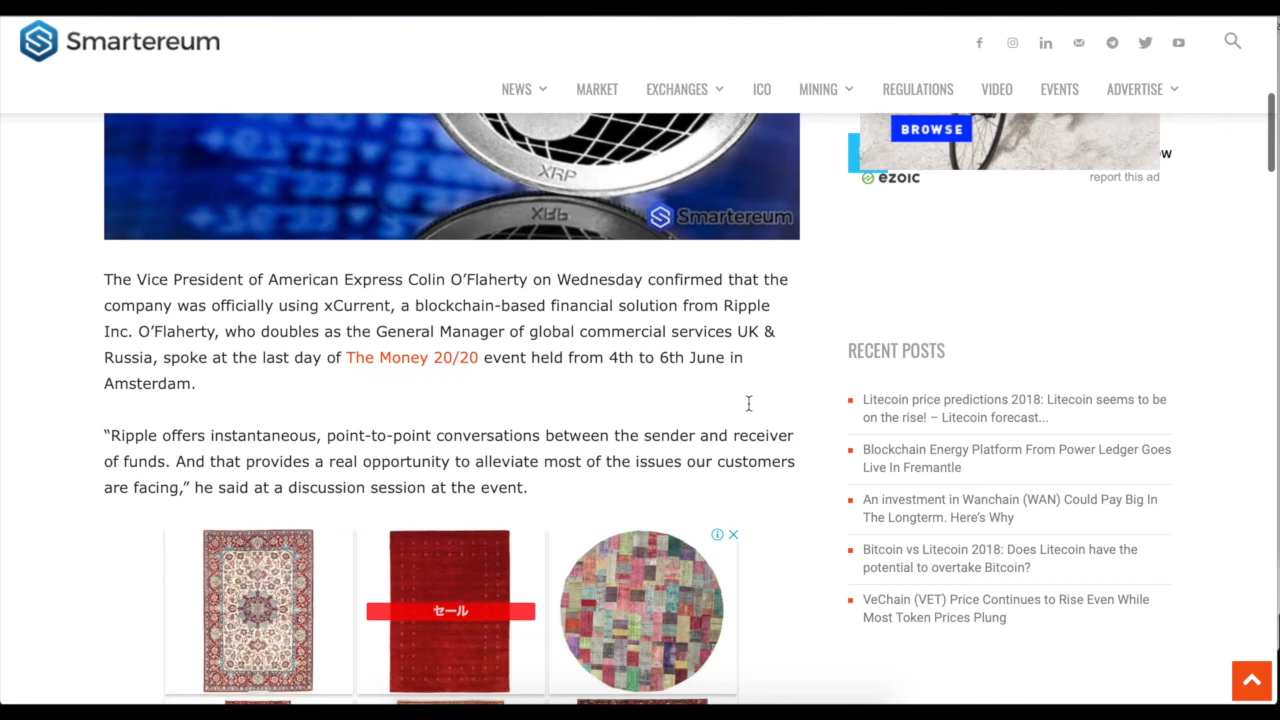 Smartereum
NEWS
MARKET
EXCHANGES
ICO
MINING
REGULATIONS
VIDEO
EVENTS
ADVERTISE
XRP
XRP
Smartereum
The Vice President of American Express Colin O’Flaherty on Wednesday confirmed that the
company was officially using xCurrent, a blockchain-based financial solution from Ripple
Inc. O’Flaherty, who doubles as the General Manager of global commercial services UK &
Russia, spoke at the last day of The Money 20/20 event held from 4th to 6th June in
Amsterdam.
“Ripple offers instantaneous, point-to-point conversations between the sender and receiver
of funds. And that provides a real opportunity to alleviate most of the issues our customers
are facing,” he said at a discussion session at the event.
セール
BROWSE
ezoic
report this ad
RECENT POSTS
Litecoin price predictions 2018: Litecoin seems to be
on the rise! – Litecoin forecast...
Blockchain Energy Platform From Power Ledger Goes
Live In Fremantle
An investment in Wanchain (WAN) Could Pay Big In
The Longterm. Here’s Why
Bitcoin vs Litecoin 2018: Does Litecoin have the
potential to overtake Bitcoin?
VeChain (VET) Price Continues to Rise Even While
Most Token Prices Plung